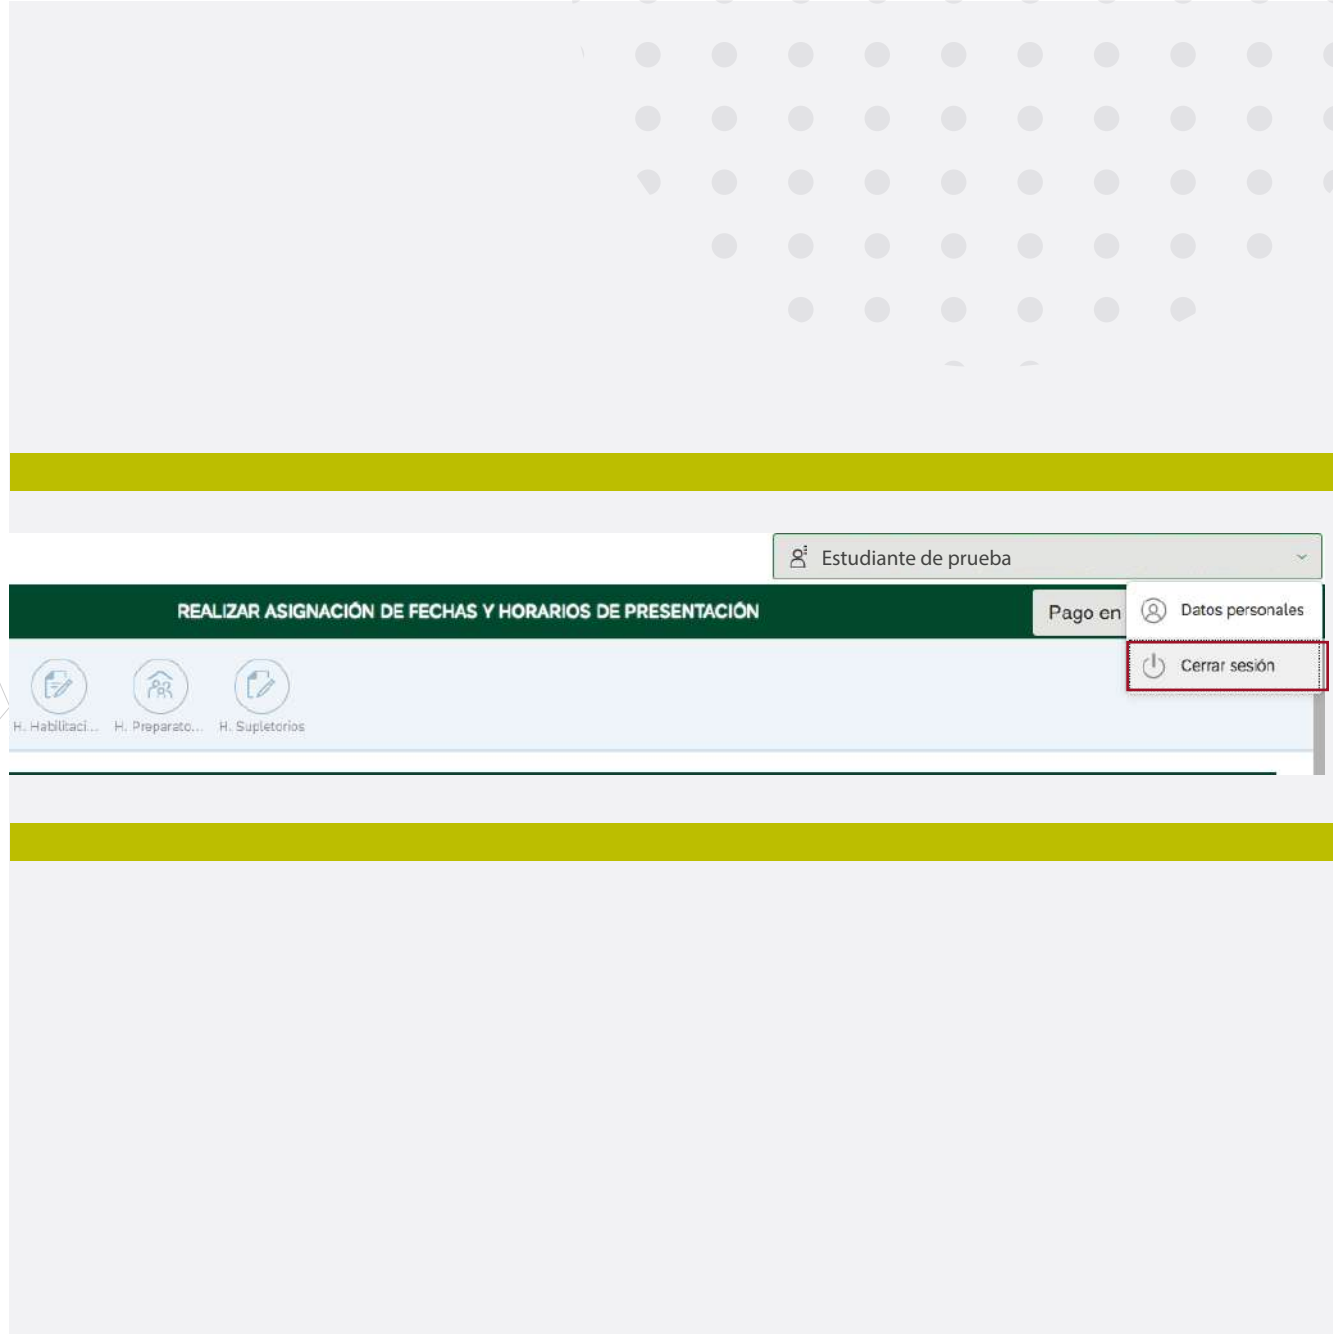 Estudiante de prueba
REALIZAR ASIGNACIÓN DE FECHAS Y HORARIOS DE PRESENTACIÓN
Pago en
Datos personales
Cerrar sesión
H. Habilitaci... H. Preparato... H. Supletorios